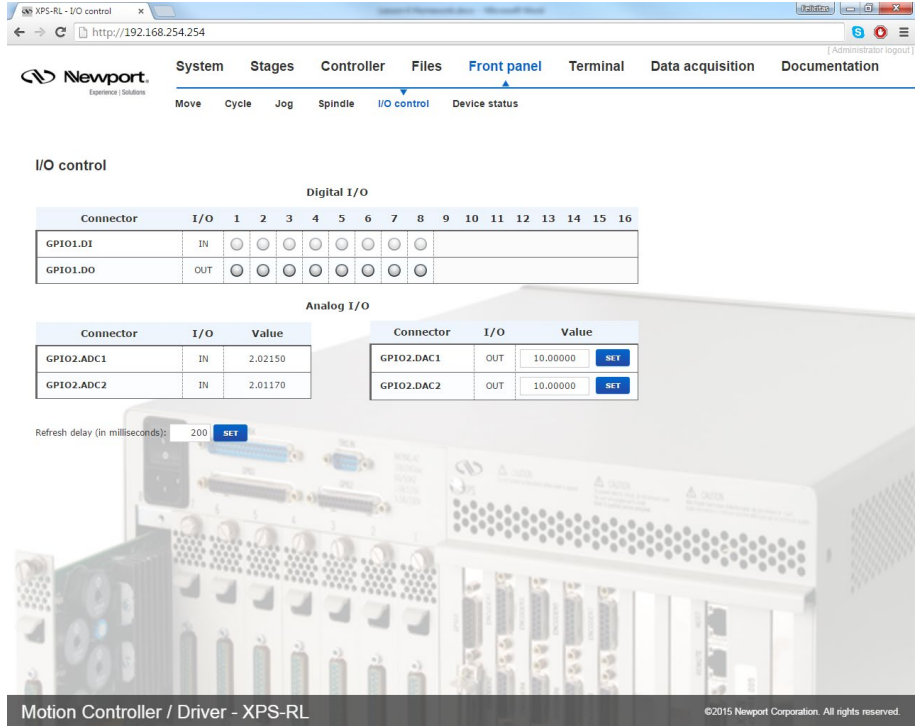 XPS-RL - I/O control
Felicitas
http://192.168.254.254
[ Administrator logout ]
Newport.
Experience | Solutions
System Stages Controller Files Front panel Terminal Data acquisition Documentation
Move Cycle Jog Spindle I/O control Device status
I/O control
Digital I/O
Connector I/O 1 2 3 4 5 6 7 8 9 10 11 12 13 14 15 16
GPIO1.DI IN
GPIO1.DO OUT
Analog I/O
Connector I/O Value
GPIO2.ADC1 IN 2.02150
GPIO2.ADC2 IN 2.01170
Connector I/O Value
GPIO2.DAC1 OUT 10.00000 SET
GPIO2.DAC2 OUT 10.00000 SET
Refresh delay (in milliseconds): 200 SET
CAUTION
CAUTION
CAUTION
Motion Controller / Driver - XPS-RL
©2015 Newport Corporation. All rights reserved.